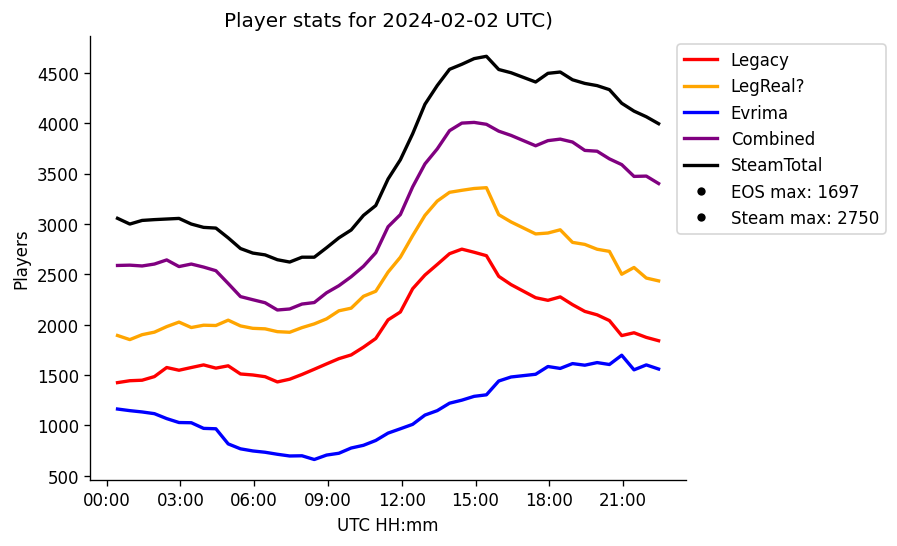 Player stats for 2024-02-02 UTC)
Legacy
LegReal?
Evrima
Combined
SteamTotal
EOS max: 1697
Steam max: 2750
Players
4500
4000
3500
3000
2500
2000
1500
1000
500
00:00 03:00 06:00 09:00 12:00 15:00 18:00 21:00
UTC HH:mm